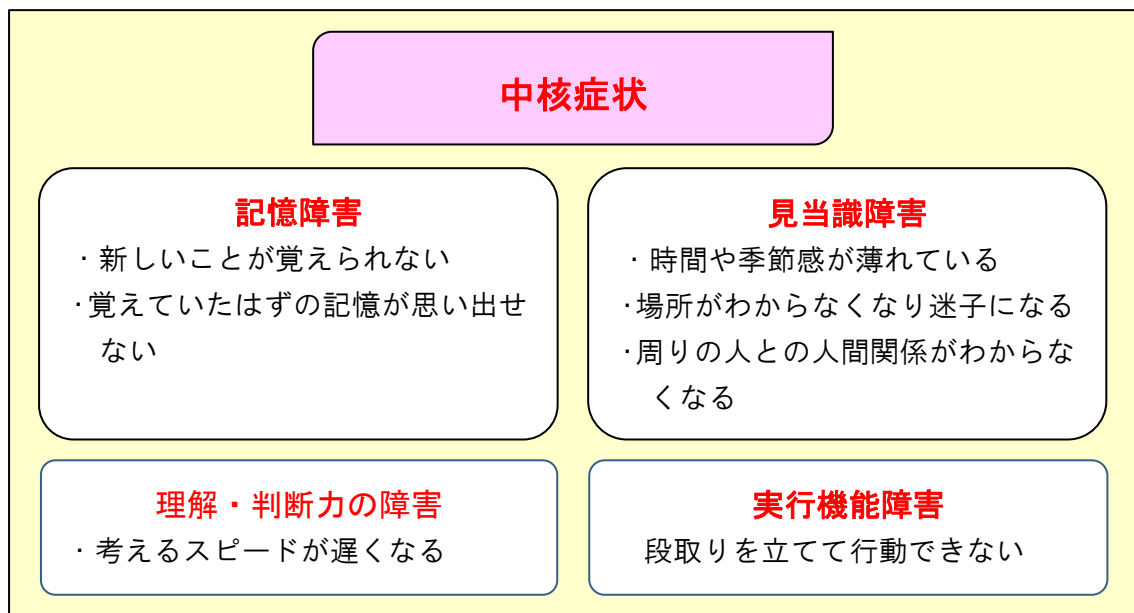 中核症状
記憶障害
・新しいことが覚えられない
・覚えていたはずの記憶が思い出せ
ない
見当識障害
・時間や季節感が薄れている
・場所がわからなくなり迷子になる
・周りの人との人間関係がわからな
くなる
理解・判断力の障害
・考えるスピードが遅くなる
実行機能障害
段取りを立てて行動できない